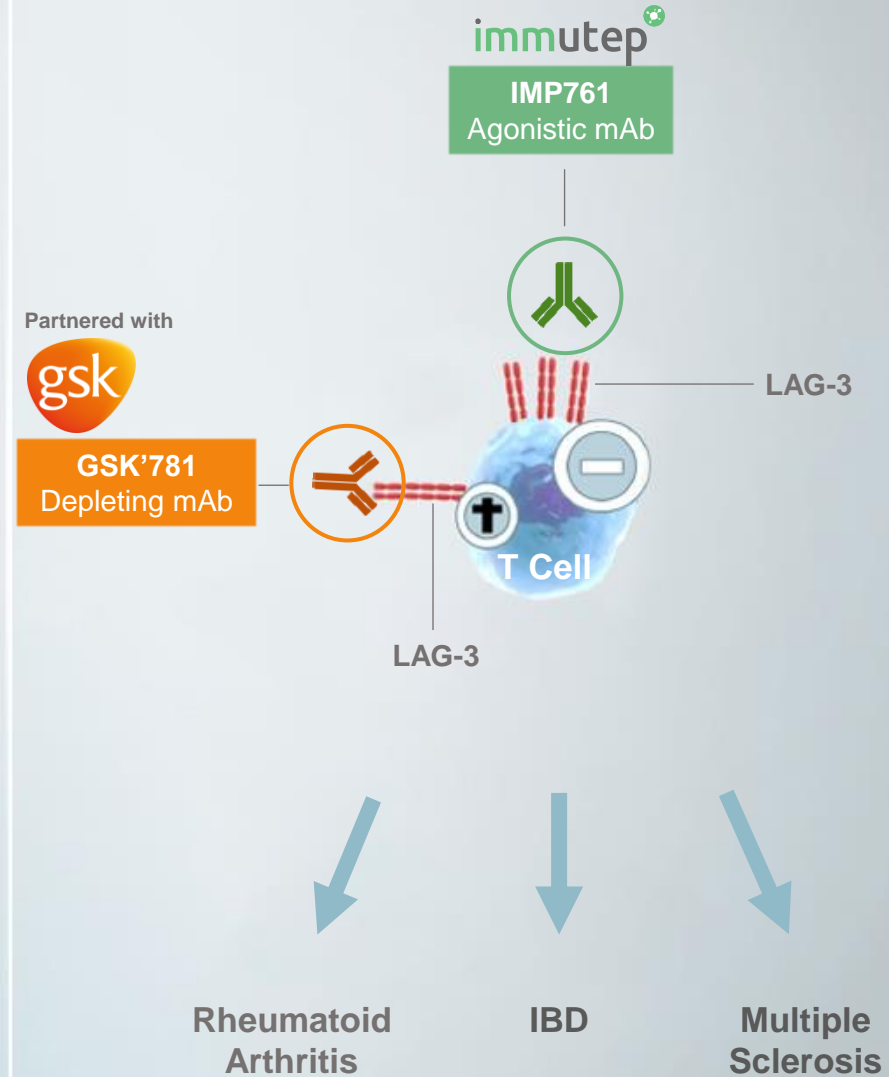 immutep
IMP761
Agonistic mAb
Partnered with
gsk
LAG-3
GSK’781
Depleting mAb
T Cell
LAG-3
Rheumatoid
Arthritis
IBD
Multiple
Sclerosis